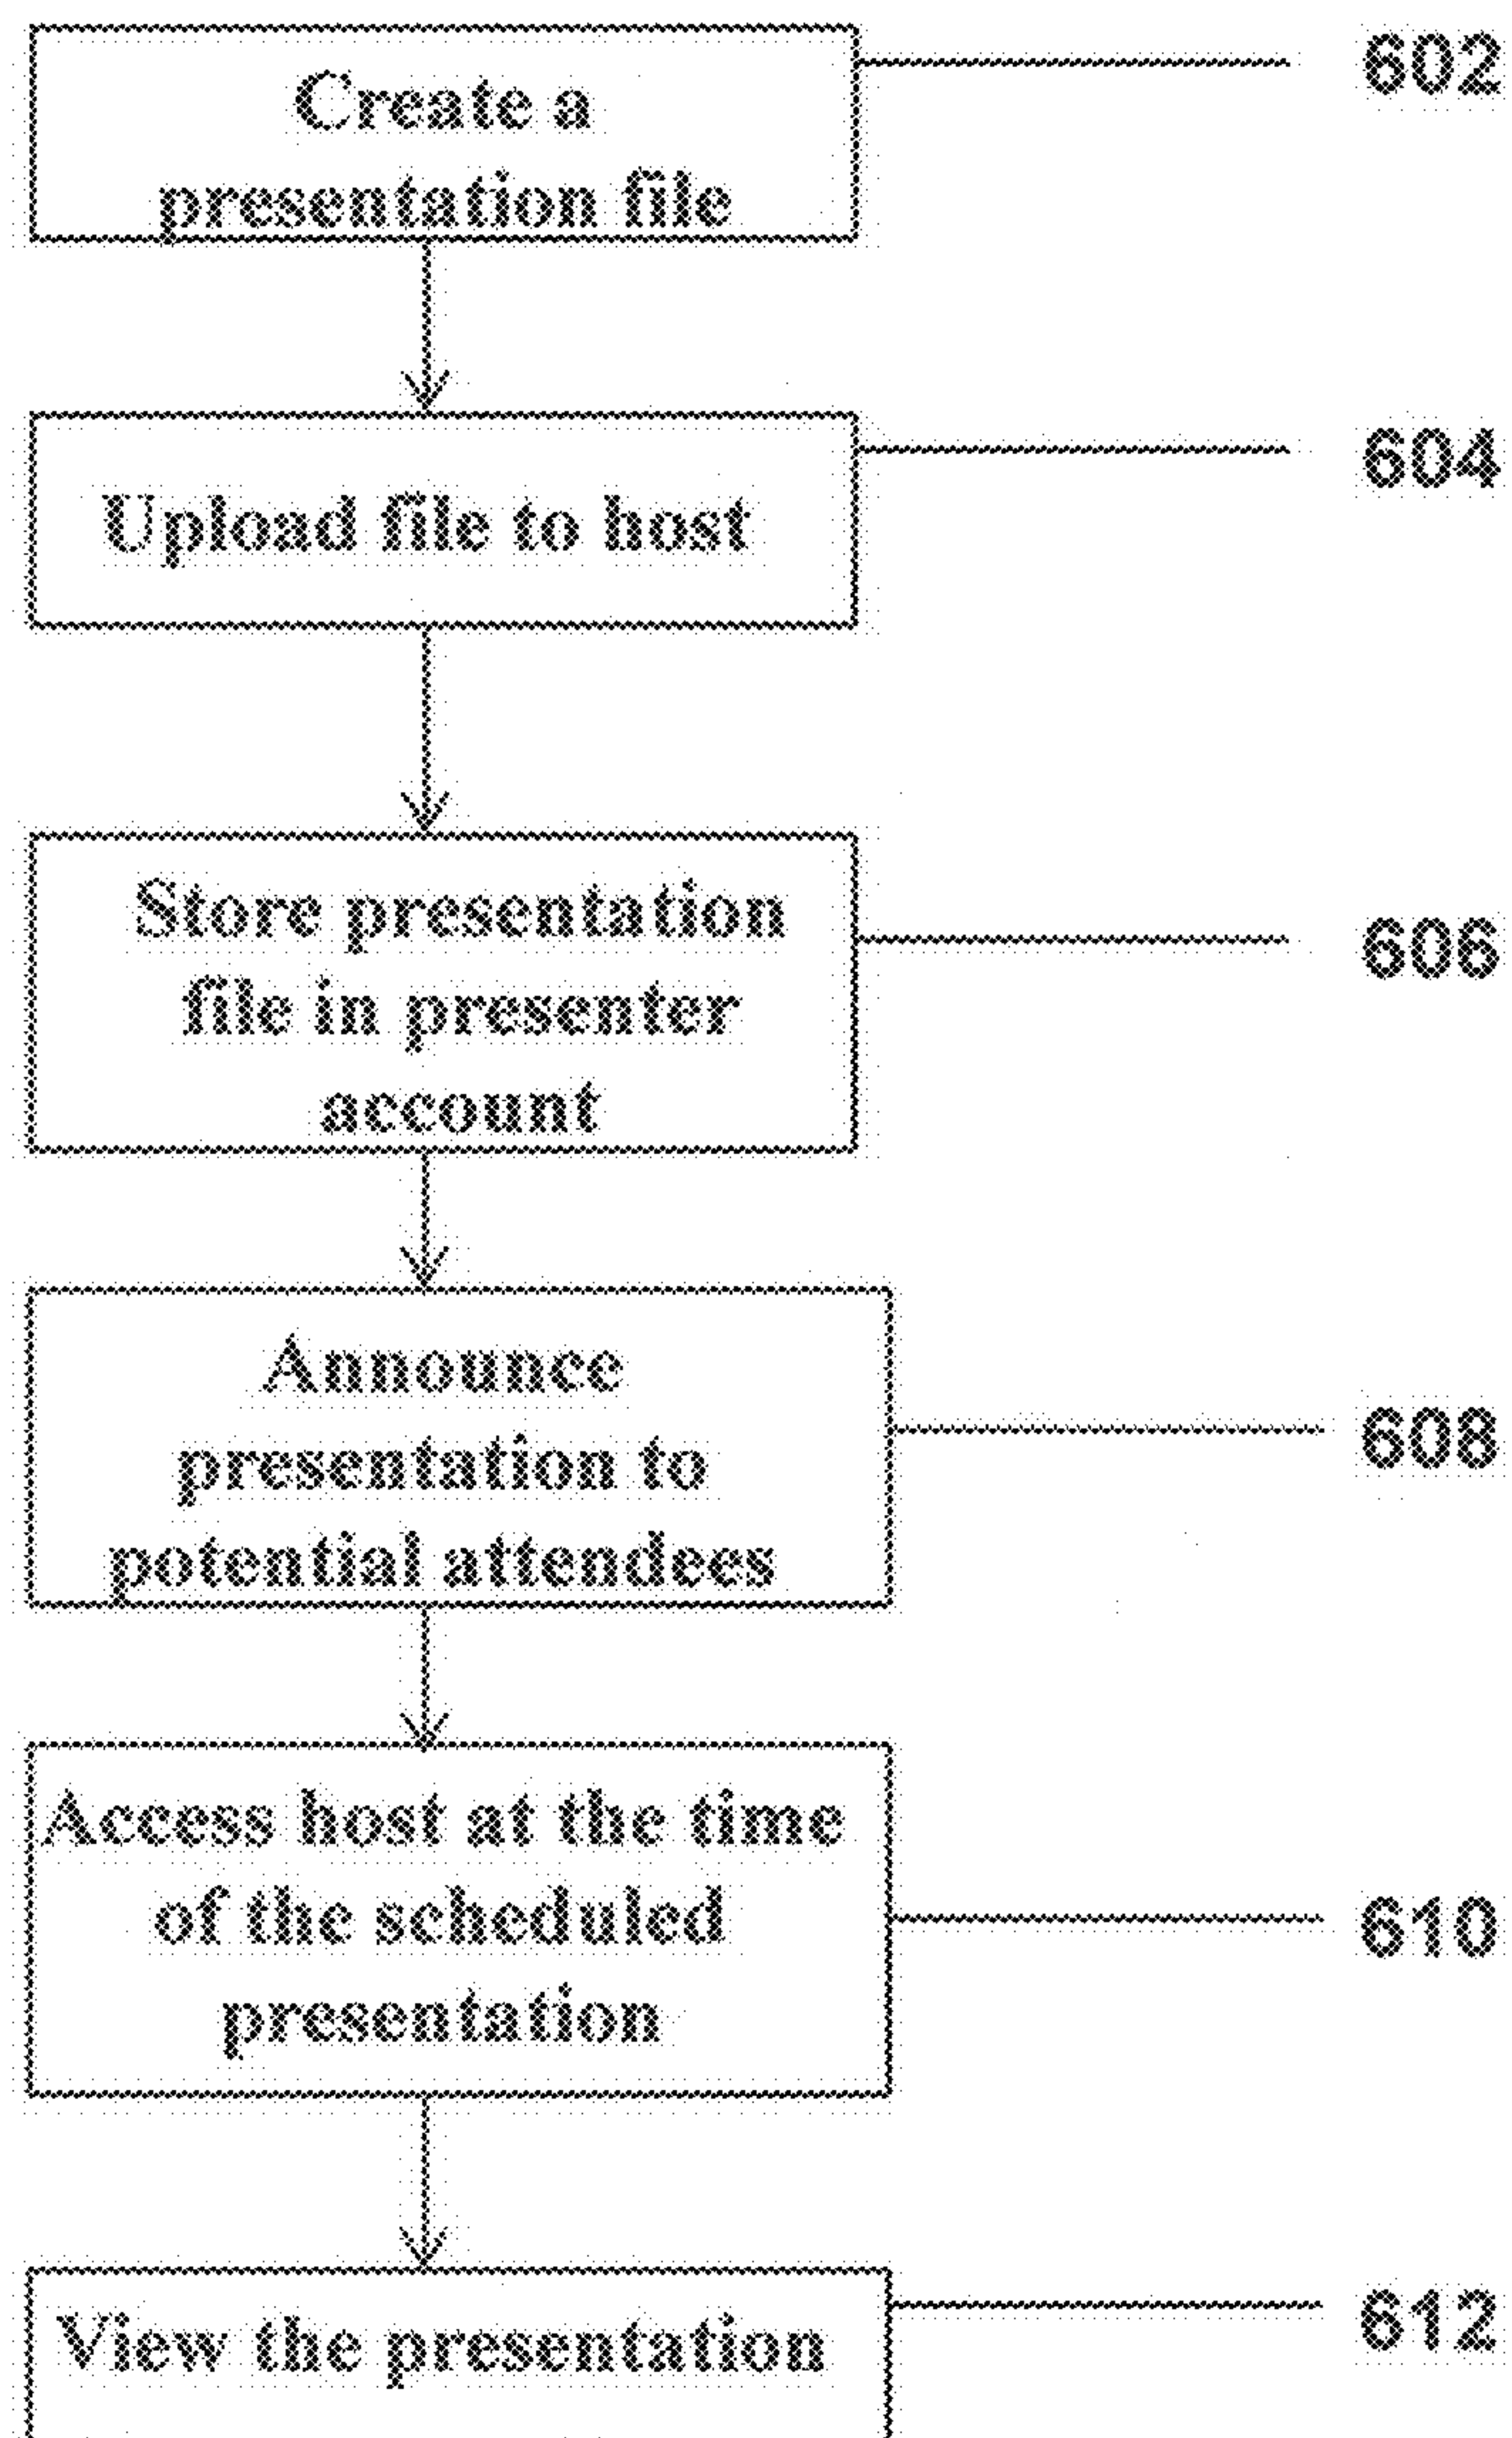 Create a
presentation file
602
Upload file to host
604
Store presentation
file in presenter
account
606
Announce
presentation to
potential attendees
608
Access host at the time
of the scheduled
presentation
610
View the presentation
612